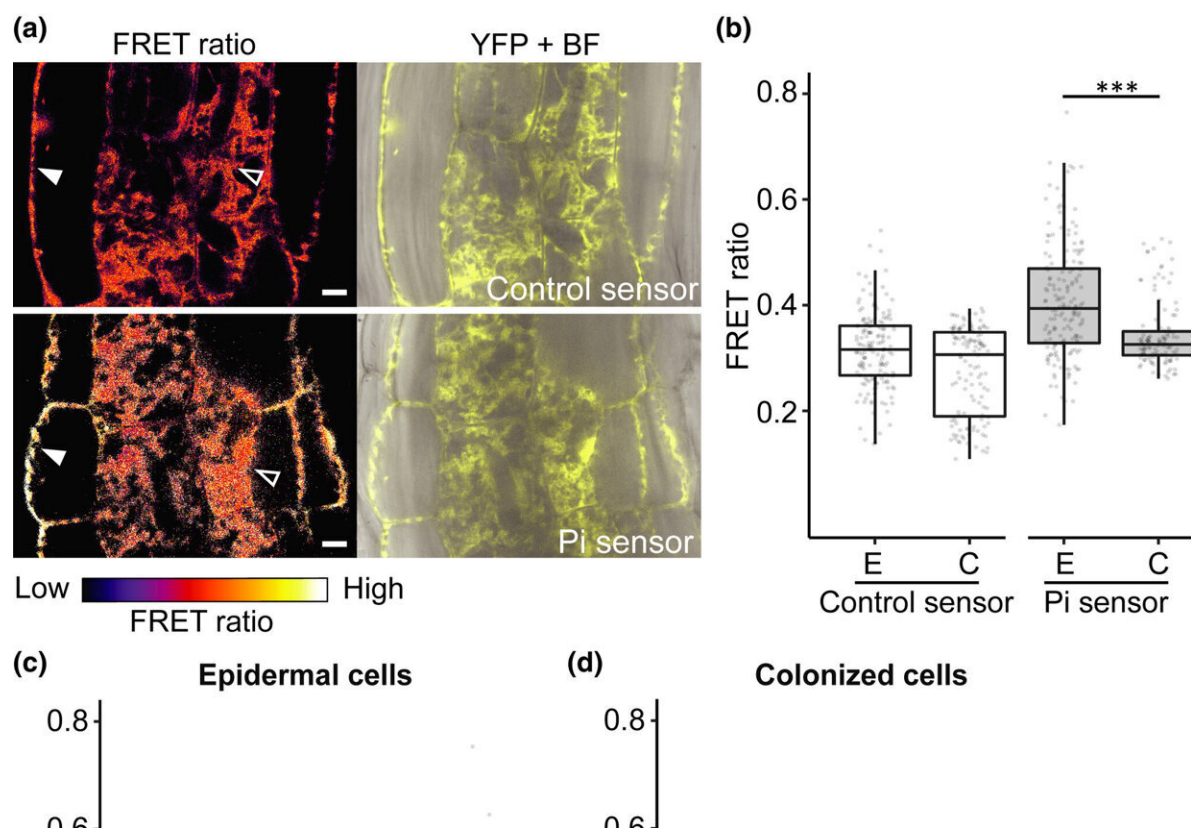 (a)
FRET ratio
YFP + BF
Control sensor
Pi sensor
Low
High
FRET ratio
(b)
***
0.8
0.6
0.4
0.2
FRET ratio
E
C
E
C
Control sensor
Pi sensor
(c)
Epidermal cells
0.8
0.6
(d)
Colonized cells
0.8
0.6